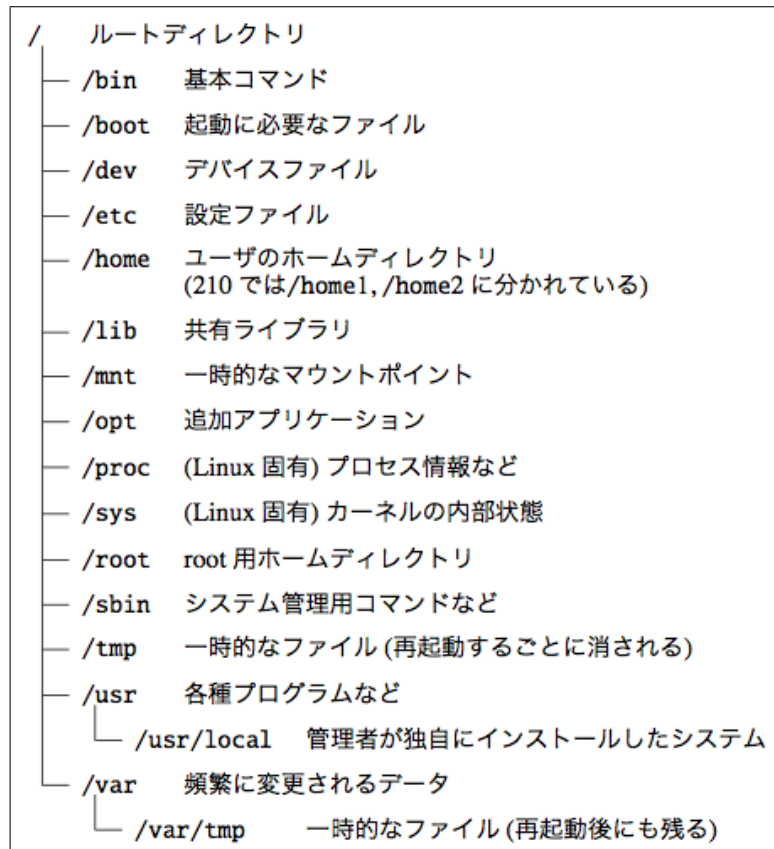 / ルートディレクトリ
/bin 基本コマンド
/boot 起動に必要なファイル
/dev デバイスファイル
/etc 設定ファイル
/home ユーザのホームディレクトリ
(210 では/home1,/home2 に分かれている)
/lib 共有ライブラリ
/mnt 一時的なマウントポイント
/opt 追加アプリケーション
/proc (Linux 固有) プロセス情報など
/sys (Linux 固有) カーネルの内部状態
/root root 用ホームディレクトリ
/sbin システム管理用コマンドなど
/tmp 一時的なファイル (再起動するごとに消される)
/usr 各種プログラムなど
/usr/local 管理者が独自にインストールしたシステム
/var 頻繁に変更されるデータ
/var/tmp 一時的なファイル (再起動後にも残る)